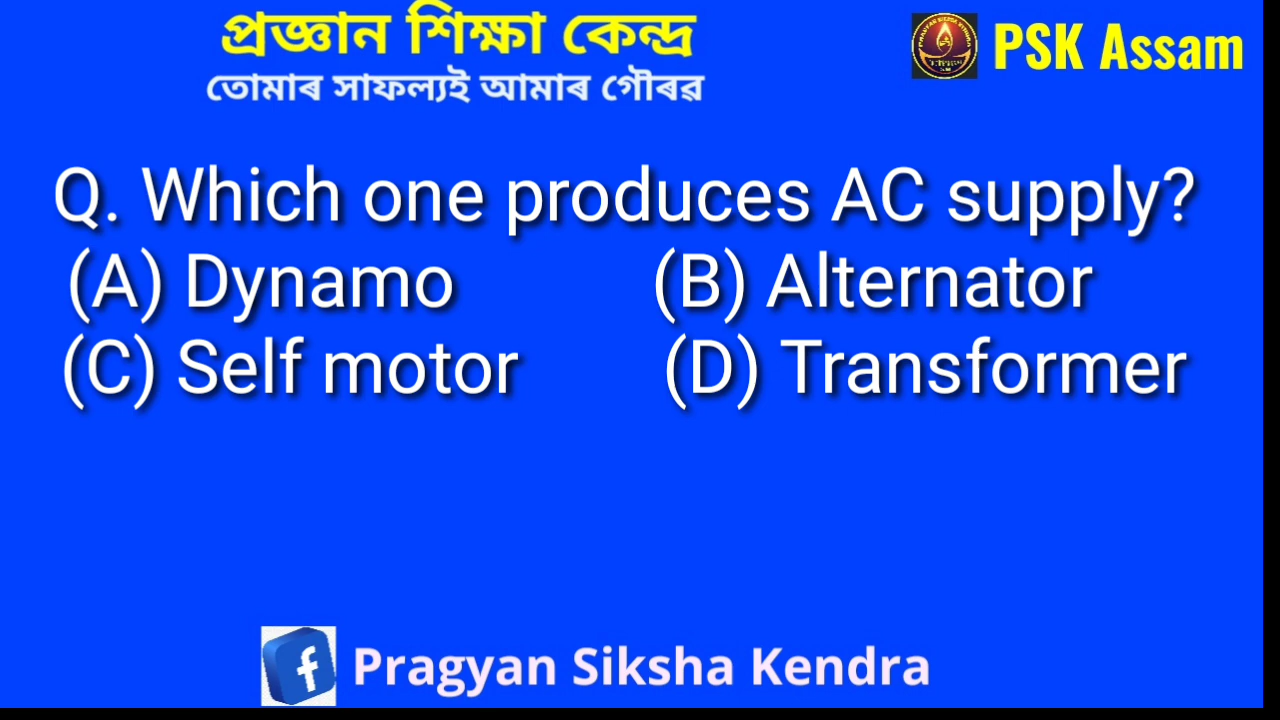 প্ৰজ্ঞান শিক্ষা কেন্দ্ৰ
তোমাৰ সাফল্যই আমাৰ গৌৰৱ
PSK Assam
Q. Which one produces AC supply?
(A) Dynamo (B) Alternator
(C) Self motor (D) Transformer
Pragyan Siksha Kendra